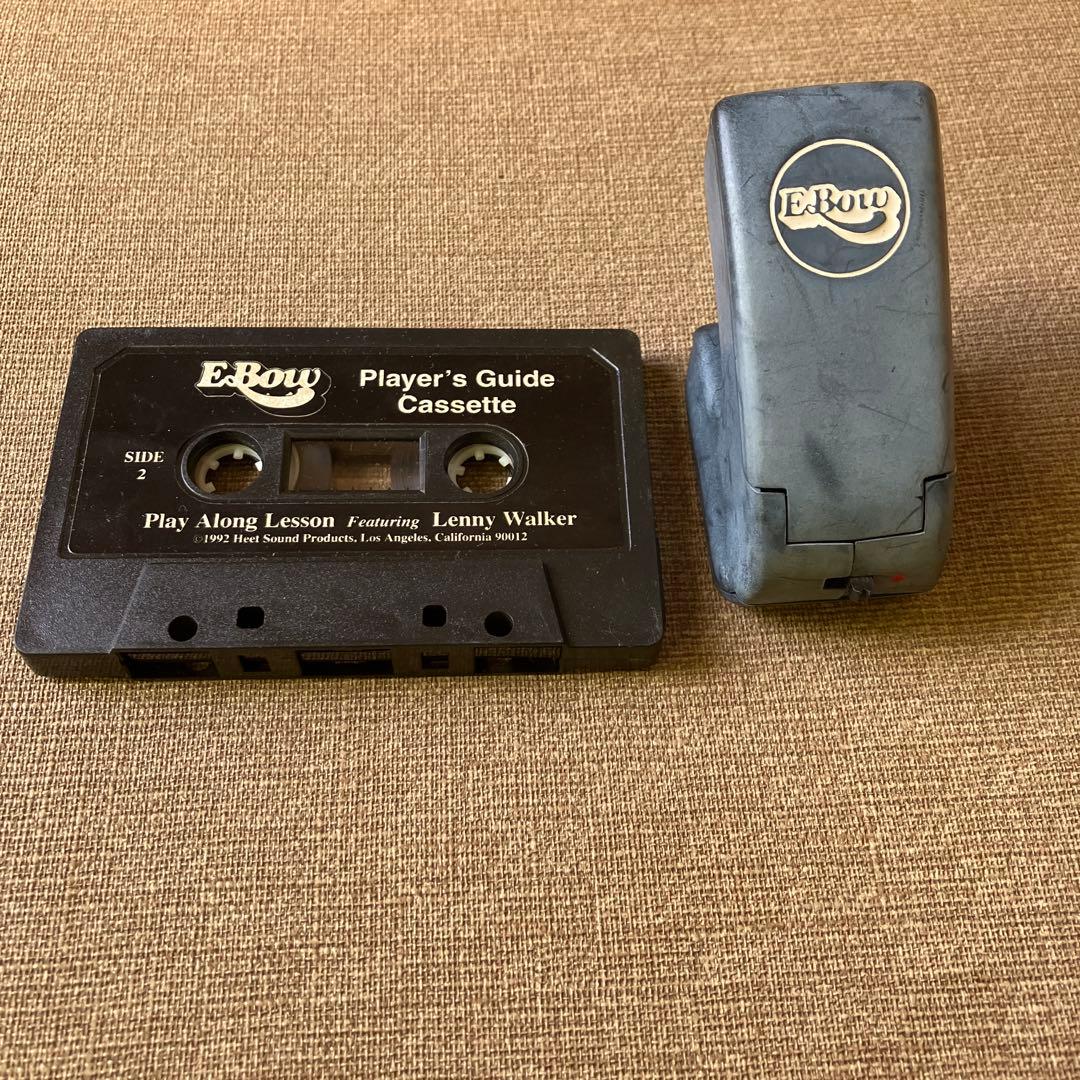 EBow
Player's Guide
Cassette
SIDE
2
Play Along Lesson Featuring Lenny Walker
©1992 Heet Sound Products, Los Angeles, California 90012
EBow